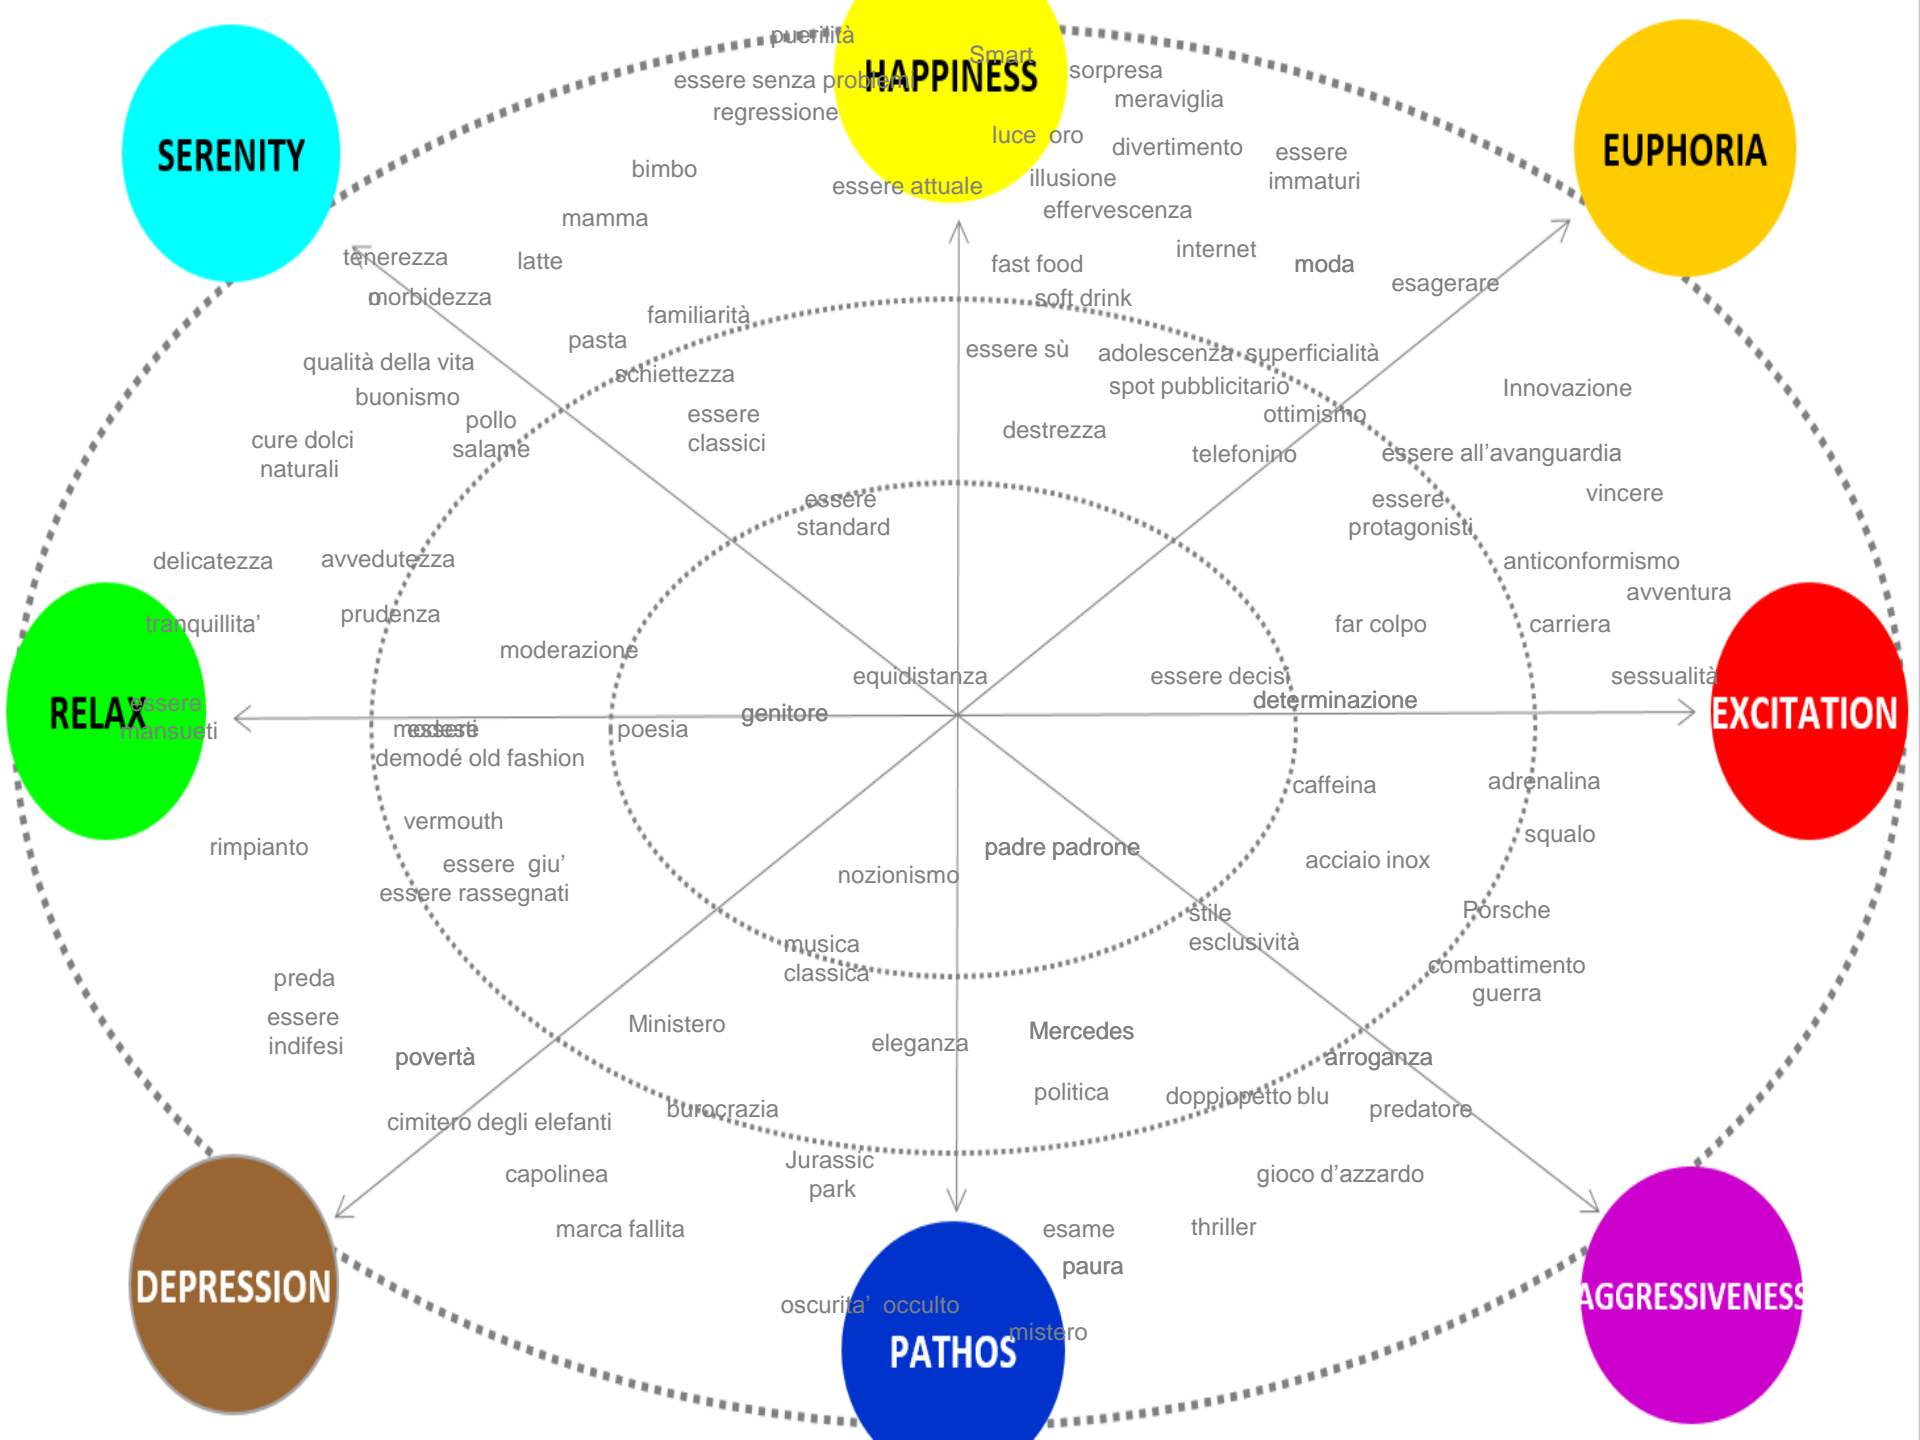 puerilità
Smart
HAPPINESS
essere senza problemi
sorpresa
meraviglia
regressione
luce oro
divertimento
essere
immaturi
EUPHORIA
SERENITY
bimbo
essere attuale
illusione
effervescenza
mamma
internet
moda
tenerezza
latte
fast food
esagerare
morbidezza
soft drink
familiarità
pasta
essere sù
adolescenza
superficialità
qualità della vita
schiettezza
spot pubblicitario
Innovazione
buonismo
essere
classici
ottimismo
pollo
salame
destrezza
cure dolci
naturali
telefonino
essere all’avanguardia
essere
standard
essere
protagonisti
vincere
delicatezza
avvedutezza
anticonformismo
avventura
tranquillita’
prudenza
far colpo
carriera
moderazione
equidistanza
essere decisi
sessualità
determinazione
RELAX
essere
mansueti
genitore
EXCITATION
essere
modesti
poesia
demodé old fashion
caffeina
adrenalina
vermouth
squalo
rimpianto
padre padrone
essere giu’
acciaio inox
nozionismo
essere rassegnati
stile
esclusività
Porsche
musica
classica
combattimento
guerra
preda
essere
indifesi
Ministero
eleganza
Mercedes
povertà
arroganza
politica
doppiopetto blu
predatore
burocrazia
cimitero degli elefanti
Jurassic
park
capolinea
gioco d’azzardo
marca fallita
esame
thriller
paura
DEPRESSION
oscurita’ occulto
AGGRESSIVENESS
mistero
PATHOS